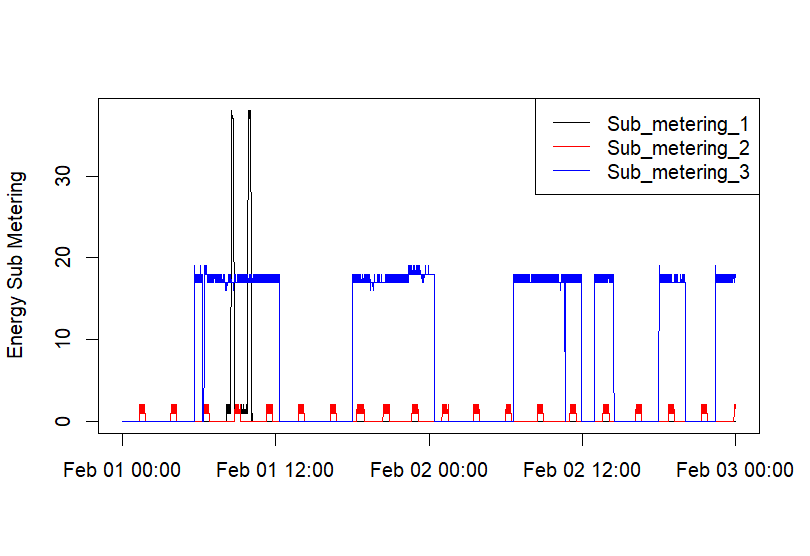 Sub_metering_1
Sub_metering_2
Sub_metering_3
Energy Sub Metering
30
20
10
0
Feb 01 00:00 Feb 01 12:00 Feb 02 00:00 Feb 02 12:00 Feb 03 00:00